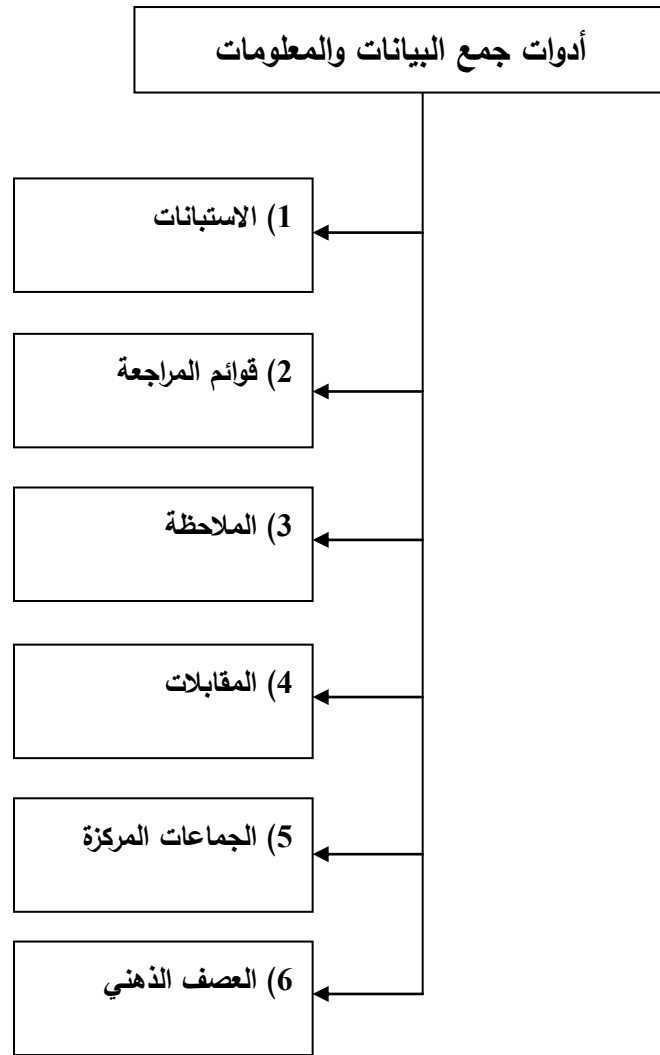 أدوات جمع البيانات والمعلومات
1) الاستبانات
2) قوائم المراجعة
3) الملاحظة
4) المقابلات
5) الجماعات المركزة
6) العصف الذهني